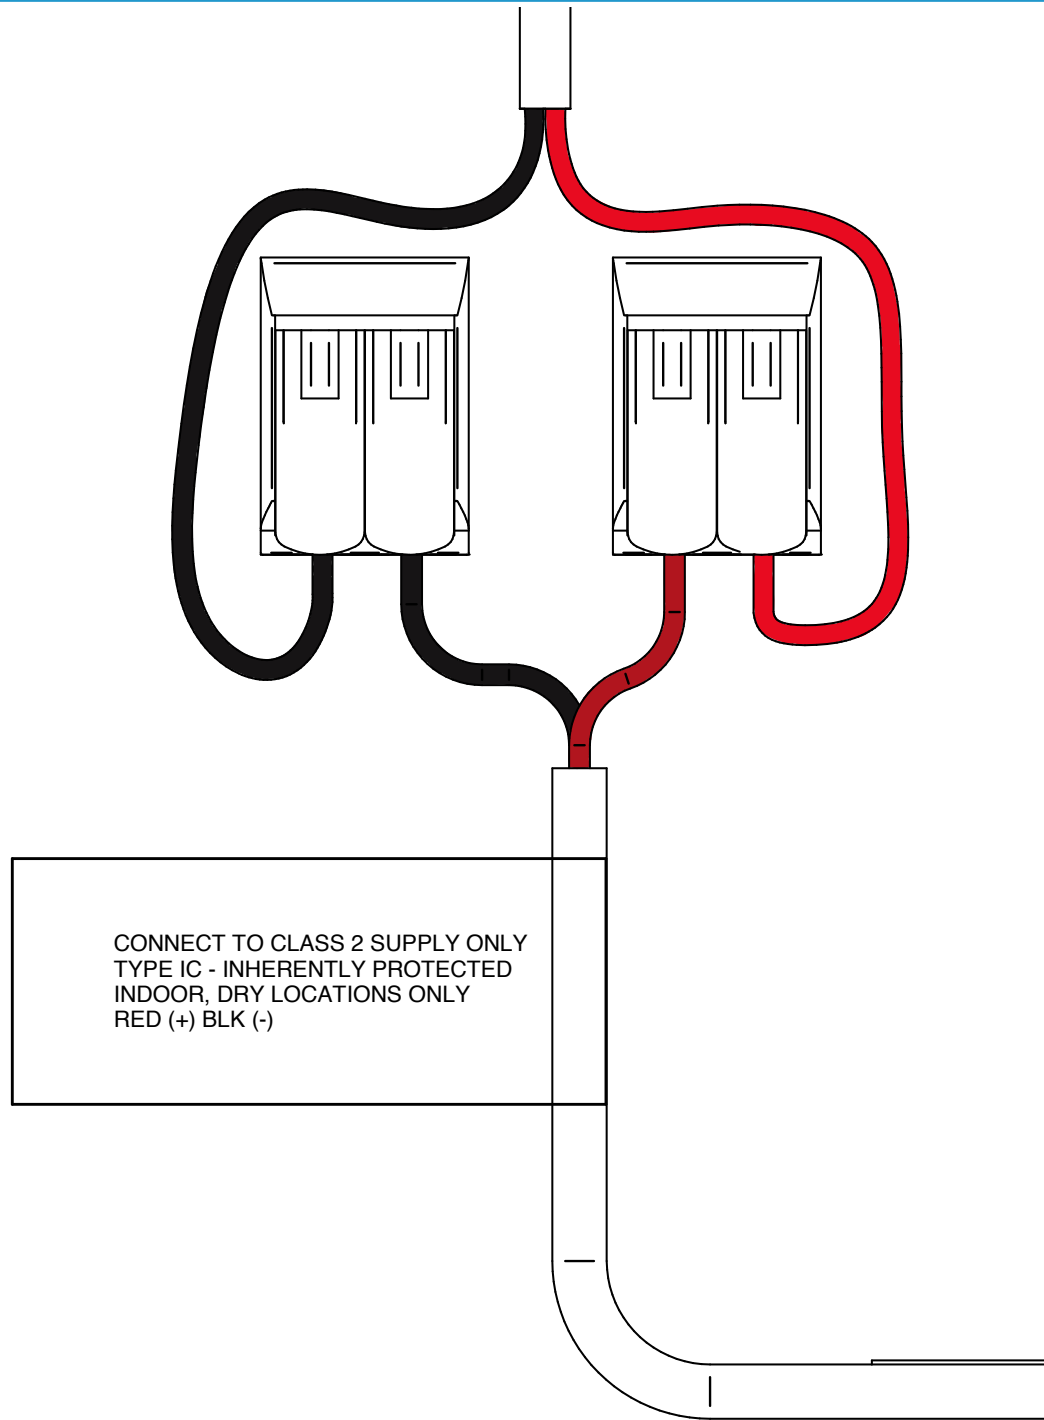 CONNECT TO CLASS 2 SUPPLY ONLY
TYPE IC - INHERENTLY PROTECTED
INDOOR, DRY LOCATIONS ONLY
RED (+) BLK (-)